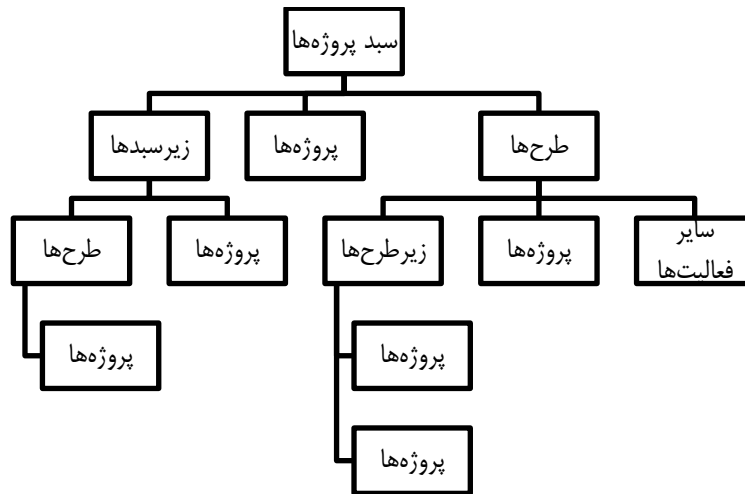 سبد پروژه‌ها
طرح‌ها
پروژه‌ها
زیرسبدها
سایر
فعالیت‌ها
پروژه‌ها
زیرطرح‌ها
پروژه‌ها
طرح‌ها
پروژه‌ها
پروژه‌ها
پروژه‌ها